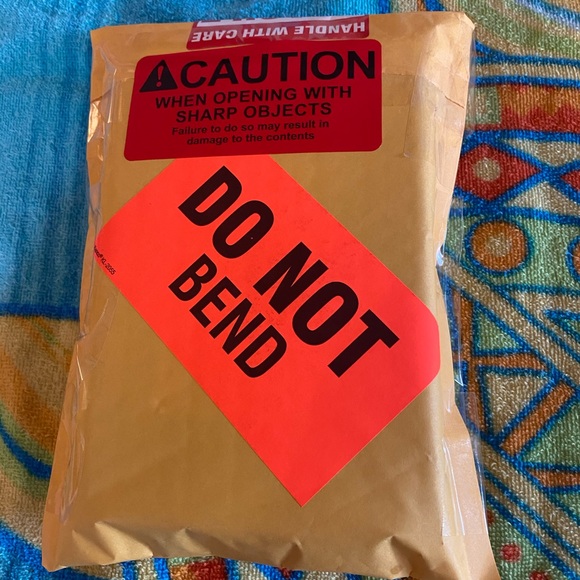 HANDLE WITH CARE
CAUTION
WHEN OPENING WITH
SHARP OBJECTS
Failure to do so may result in
damage to the contents
DO NOT
BEND